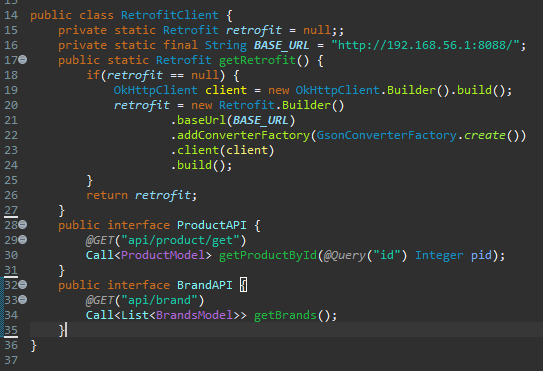 14 public class RetrofitClient {
15     private static Retrofit retrofit = null;;
16     private static final String BASE_URL = "http://192.168.56.1:8088/";
17     public static Retrofit getRetrofit() {
18         if(retrofit == null) {
19             OkHttpClient client = new OkHttpClient.Builder().build();
20             retrofit = new Retrofit.Builder()
21                     .baseUrl(BASE_URL)
22                     .addConverterFactory(GsonConverterFactory.create())
23                     .client(client)
24                     .build();
25         }
26         return retrofit;
27     }
28     public interface ProductAPI {
29         @GET("api/product/get")
30         Call<ProductModel> getProductById(@Query("id") Integer pid);
31     }
32     public interface BrandAPI {
33         @GET("api/brand")
34         Call<List<BrandsModel>> getBrands();
35     }
36 }
37